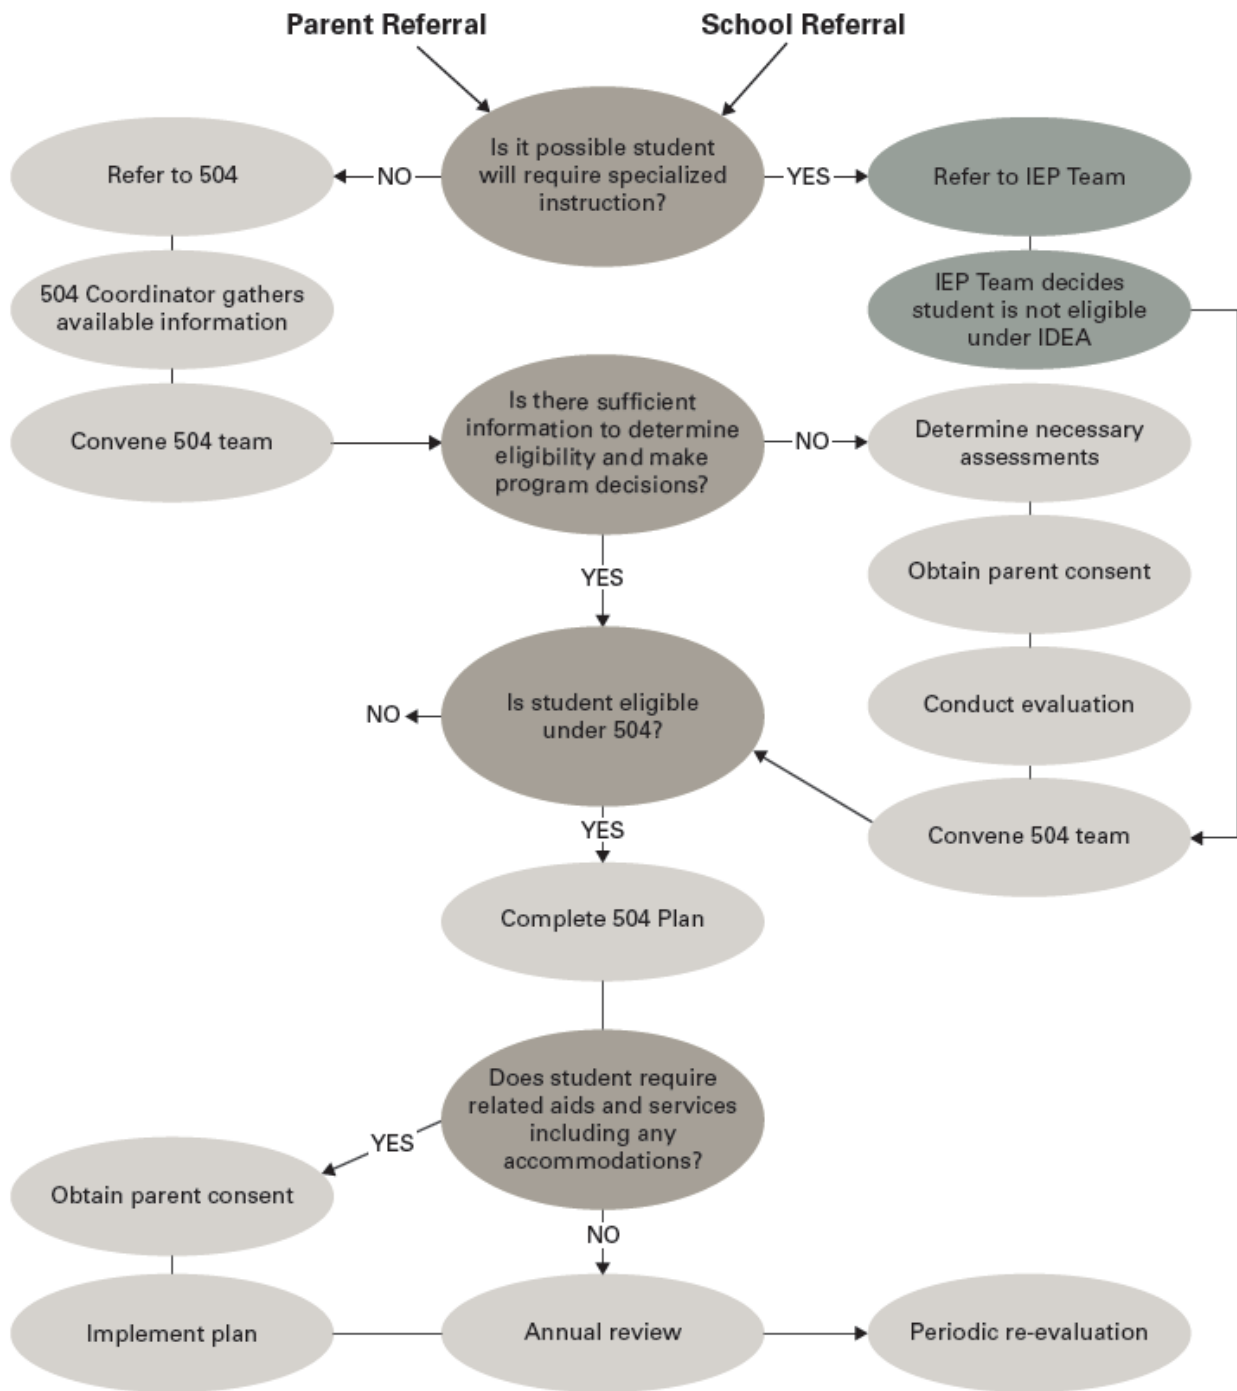 Parent Referral
School Referral
Is it possible student
will require specialized
instruction?
NO
Refer to 504
YES
Refer to IEP Team
504 Coordinator gathers
available information
IEP Team decides
student is not eligible
under IDEA
Convene 504 team
Is there sufficient
information to determine
eligibility and make
program decisions?
NO
Determine necessary
assessments
YES
Obtain parent consent
Is student eligible
under 504?
NO
Conduct evaluation
YES
Convene 504 team
Complete 504 Plan
Does student require
related aids and services
including any
accommodations?
YES
Obtain parent consent
NO
Implement plan
Annual review
Periodic re-evaluation